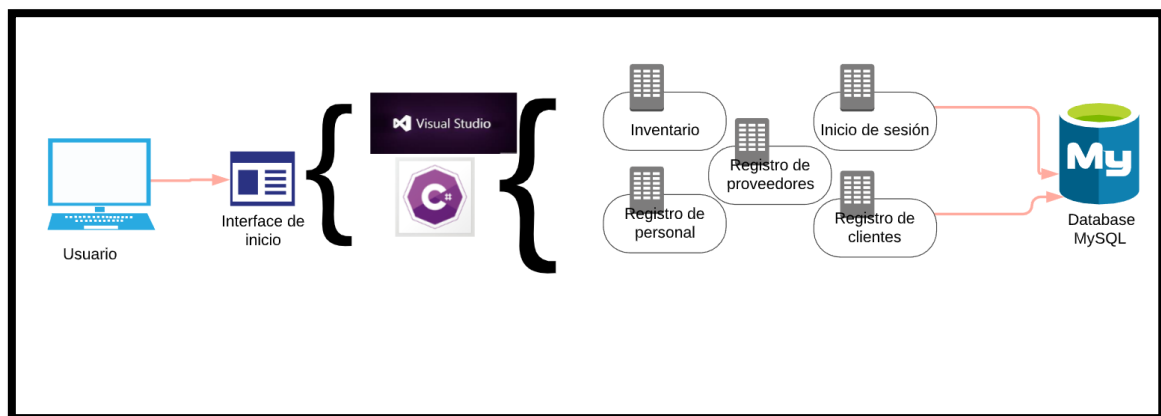 Usuario
Interface de
inicio
Visual Studio
C#
Inventario
Inicio de sesión
Registro de
proveedores
Registro de
personal
Registro de
clientes
My
Database
MySQL